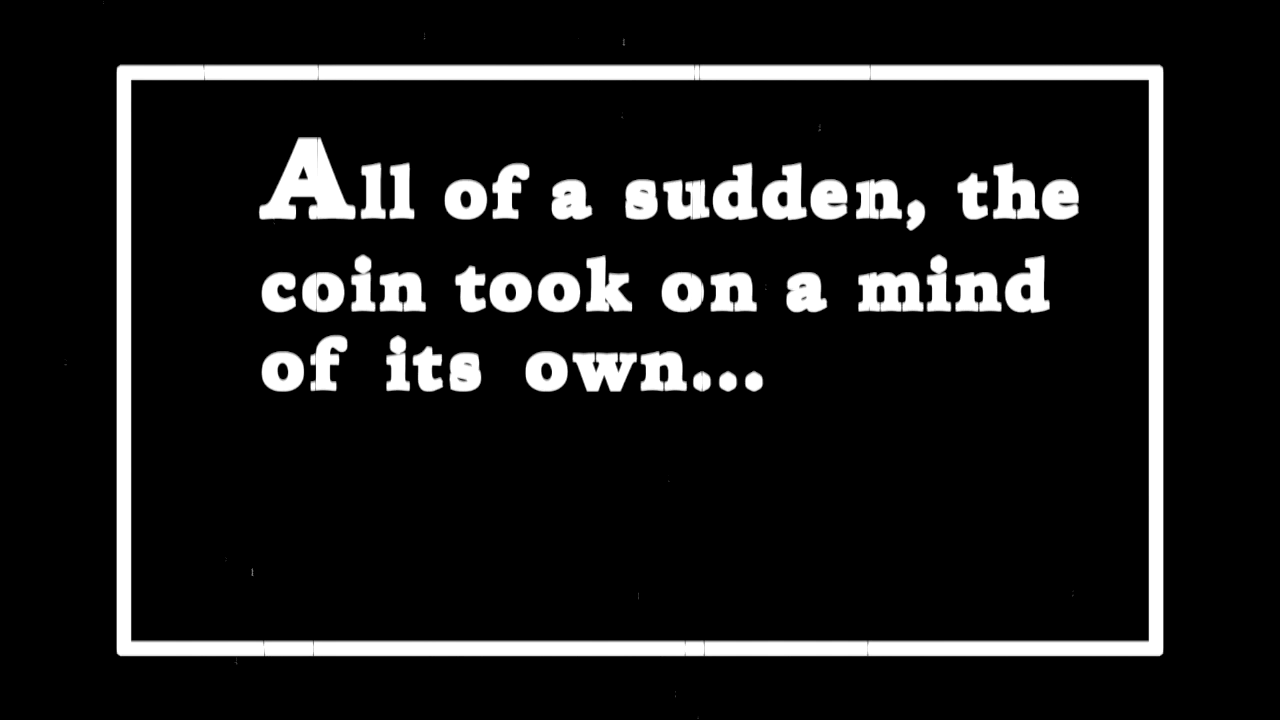 All of a sudden, the
coin took on a mind
of its own...